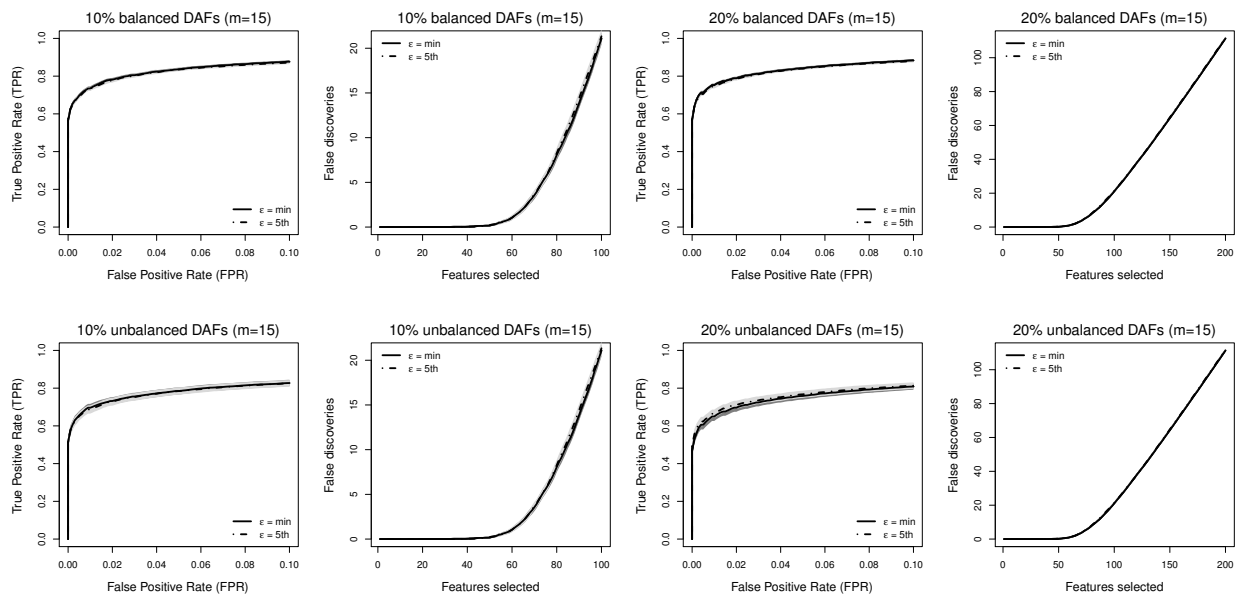 10% balanced DAFs (m=15)
True Positive Rate (TPR)
0.0 0.2 0.4 0.6 0.8 1.0
ε = min
ε = 5th
0.00 0.02 0.04 0.06 0.08 0.10
False Positive Rate (FPR)
10% balanced DAFs (m=15)
False discoveries
0 5 10 15 20
ε = min
ε = 5th
0 20 40 60 80 100
Features selected
20% balanced DAFs (m=15)
True Positive Rate (TPR)
0.0 0.2 0.4 0.6 0.8 1.0
ε = min
ε = 5th
0.00 0.02 0.04 0.06 0.08 0.10
False Positive Rate (FPR)
20% balanced DAFs (m=15)
False discoveries
0 20 40 60 80 100
ε = min
ε = 5th
0 50 100 150 200
Features selected
10% unbalanced DAFs (m=15)
True Positive Rate (TPR)
0.0 0.2 0.4 0.6 0.8 1.0
ε = min
ε = 5th
0.00 0.02 0.04 0.06 0.08 0.10
False Positive Rate (FPR)
10% unbalanced DAFs (m=15)
False discoveries
0 5 10 15 20
ε = min
ε = 5th
0 20 40 60 80 100
Features selected
20% unbalanced DAFs (m=15)
True Positive Rate (TPR)
0.0 0.2 0.4 0.6 0.8 1.0
ε = min
ε = 5th
0.00 0.02 0.04 0.06 0.08 0.10
False Positive Rate (FPR)
20% unbalanced DAFs (m=15)
False discoveries
0 20 40 60 80 100
ε = min
ε = 5th
0 50 100 150 200
Features selected